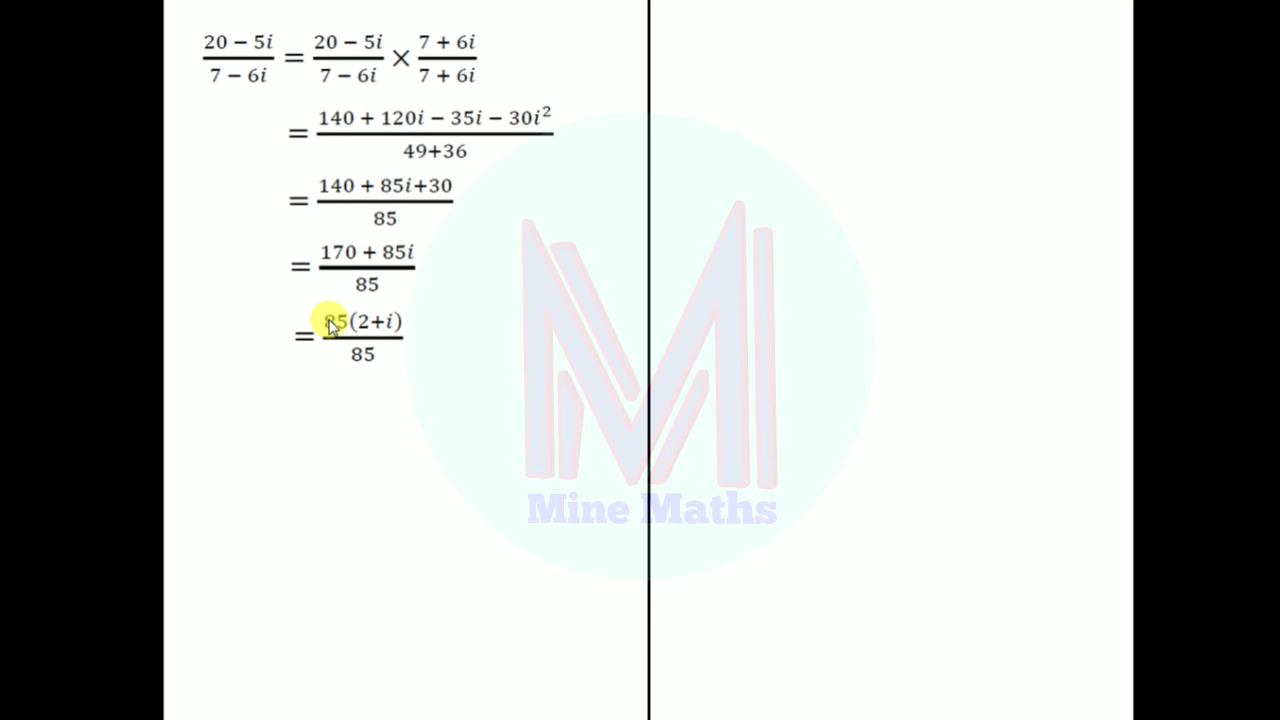 (20 − 5i)/(7 − 6i) = (20 − 5i)/(7 − 6i) × (7 + 6i)/(7 + 6i)
= (140 + 120i − 35i − 30i²)/(49+36)
= (140 + 85i+30)/85
= (170 + 85i)/85
= 85(2+i)/85
Mine Maths